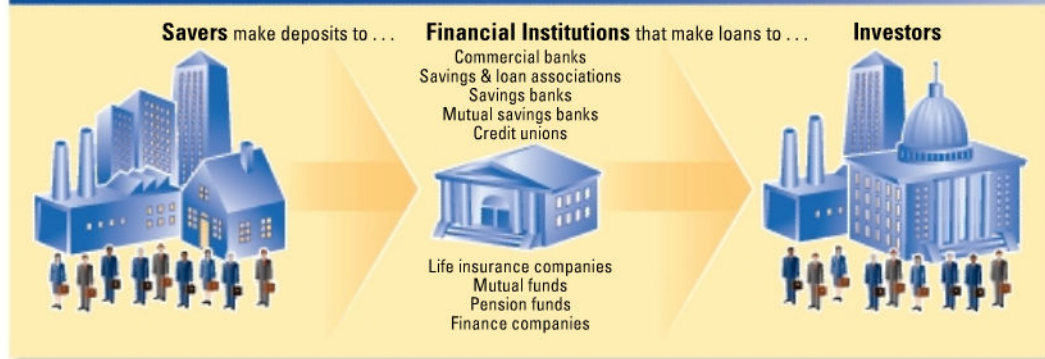 Savers make deposits to . . . Financial Institutions that make loans to . . . Investors
Commercial banks
Savings & loan associations
Savings banks
Mutual savings banks
Credit unions
Life insurance companies
Mutual funds
Pension funds
Finance companies